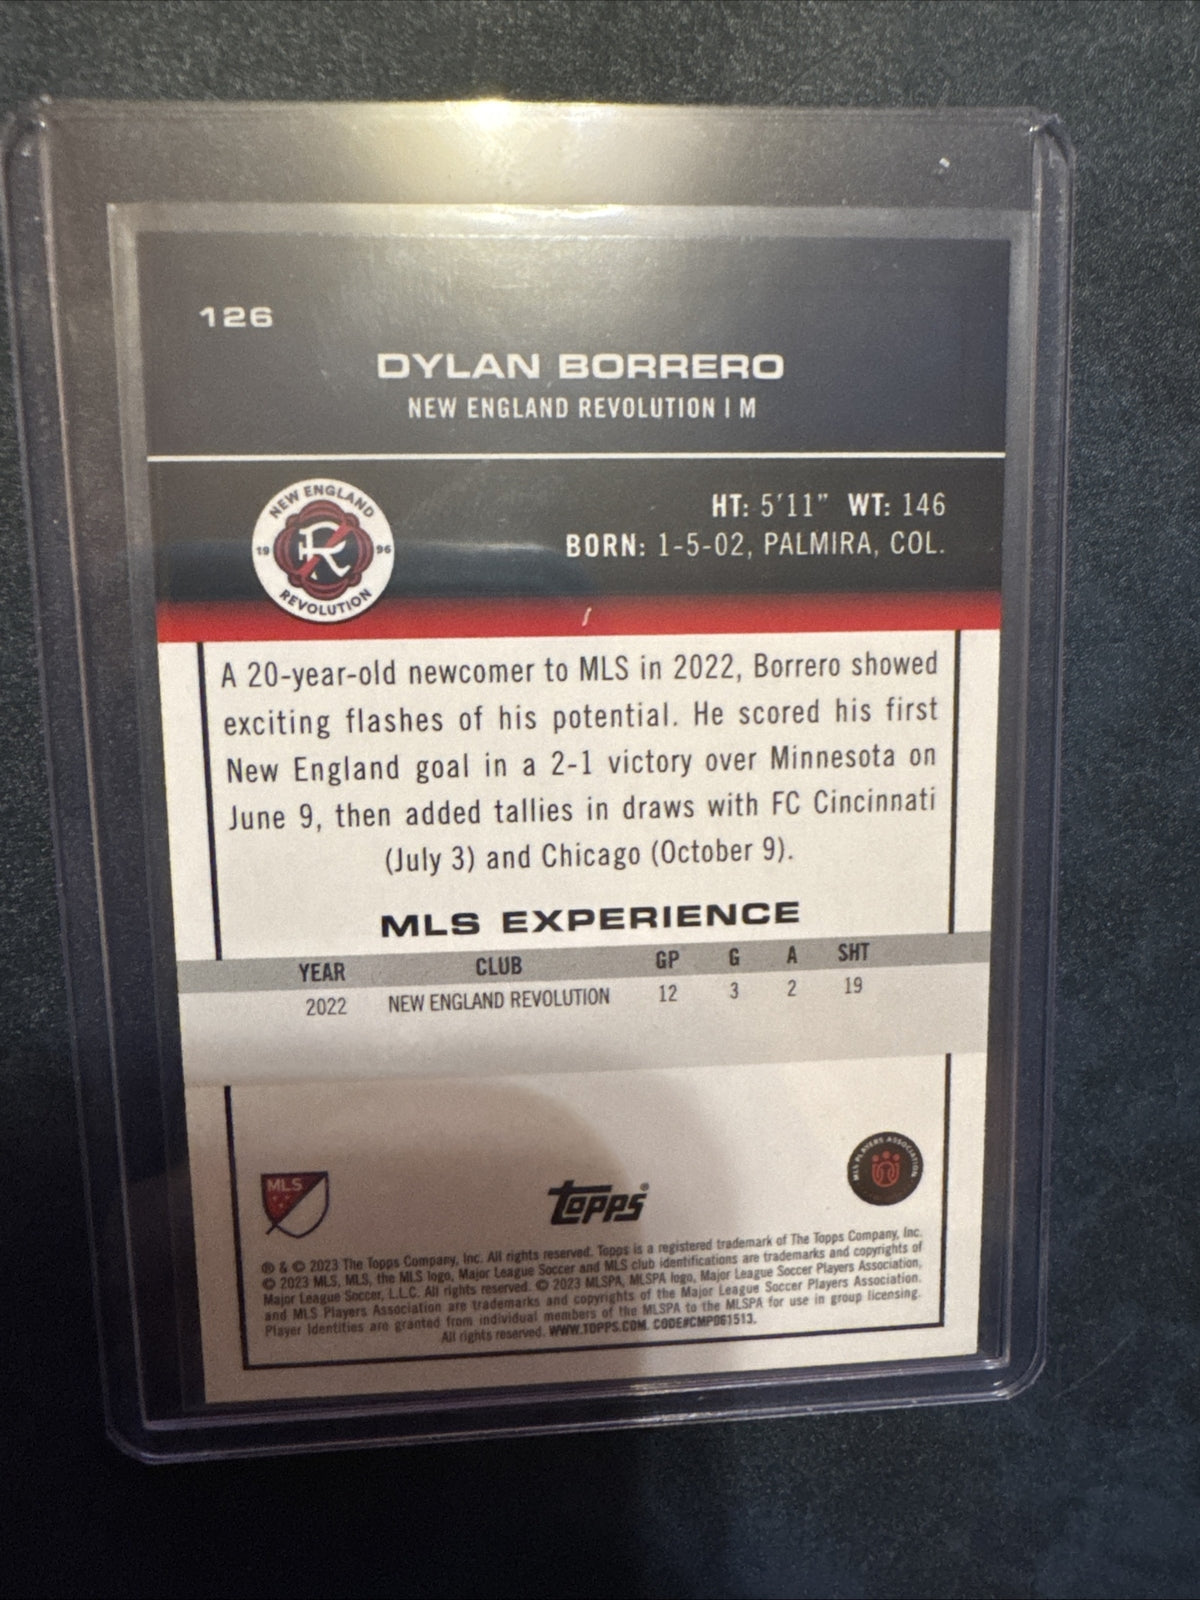 126
DYLAN BORRERO
NEW ENGLAND REVOLUTION | M
NEW ENGLAND
19 96
REVOLUTION
HT: 5'11" WT: 146
BORN: 1-5-02, PALMIRA, COL.
A 20-year-old newcomer to MLS in 2022, Borrero showed
exciting flashes of his potential. He scored his first
New England goal in a 2-1 victory over Minnesota on
June 9, then added tallies in draws with FC Cincinnati
(July 3) and Chicago (October 9).
MLS EXPERIENCE
YEAR CLUB GP G A SHT
2022 NEW ENGLAND REVOLUTION 12 3 2 19
MLS
MLS PLAYERS ASSOCIATION
Topps®
® & © 2023 The Topps Company, Inc. All rights reserved. Topps is a registered trademark of The Topps Company, Inc.
© 2023 MLS, MLS, the MLS logo, Major League Soccer and MLS club identifications are trademarks and copyrights of
Major League Soccer, L.L.C. All rights reserved. © 2023 MLSPA, MLSPA logo, Major League Soccer Players Association,
and MLS Players Association are trademarks and copyrights of the Major League Soccer Players Association.
Player Identities are granted from individual members of the MLSPA to the MLSPA for use in group licensing.
All rights reserved. WWW.TOPPS.COM. CODE#CMP061513.